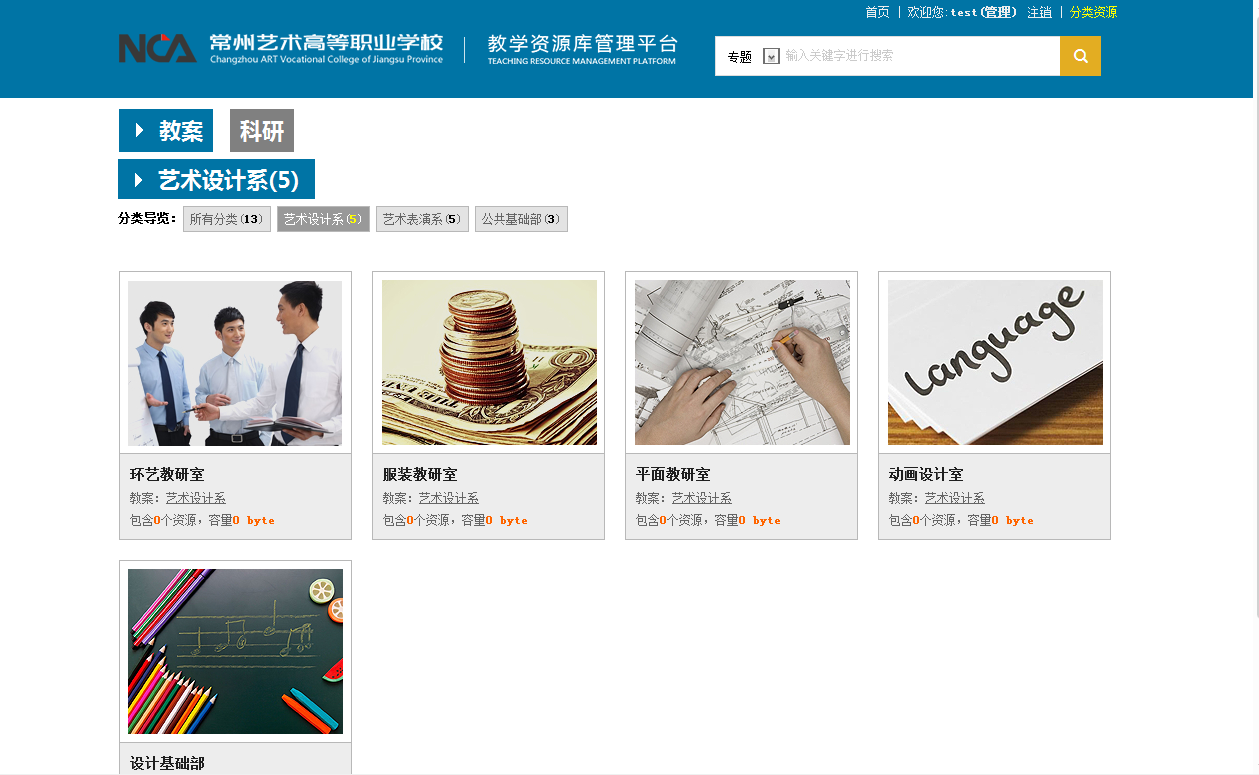 首页 | 欢迎您:test(管理) 注销 | 分类资源
NCA 常州艺术高等职业学校 | 教学资源库管理平台
Changzhou ART Vocational College of Jiangsu Province TEACHING RESOURCE MANAGEMENT PLATFORM
专题 输入关键字进行搜索
教案 科研
艺术设计系(5)
分类导览: 所有分类(13) 艺术设计系(5) 艺术表演系(5) 公共基础部(3)
Language
环艺教研室 服装教研室 平面教研室 动画设计室
教案：艺术设计系 教案：艺术设计系 教案：艺术设计系 教案：艺术设计系
包含0个资源，容量0 byte 包含0个资源，容量0 byte 包含0个资源，容量0 byte 包含0个资源，容量0 byte
设计基础部